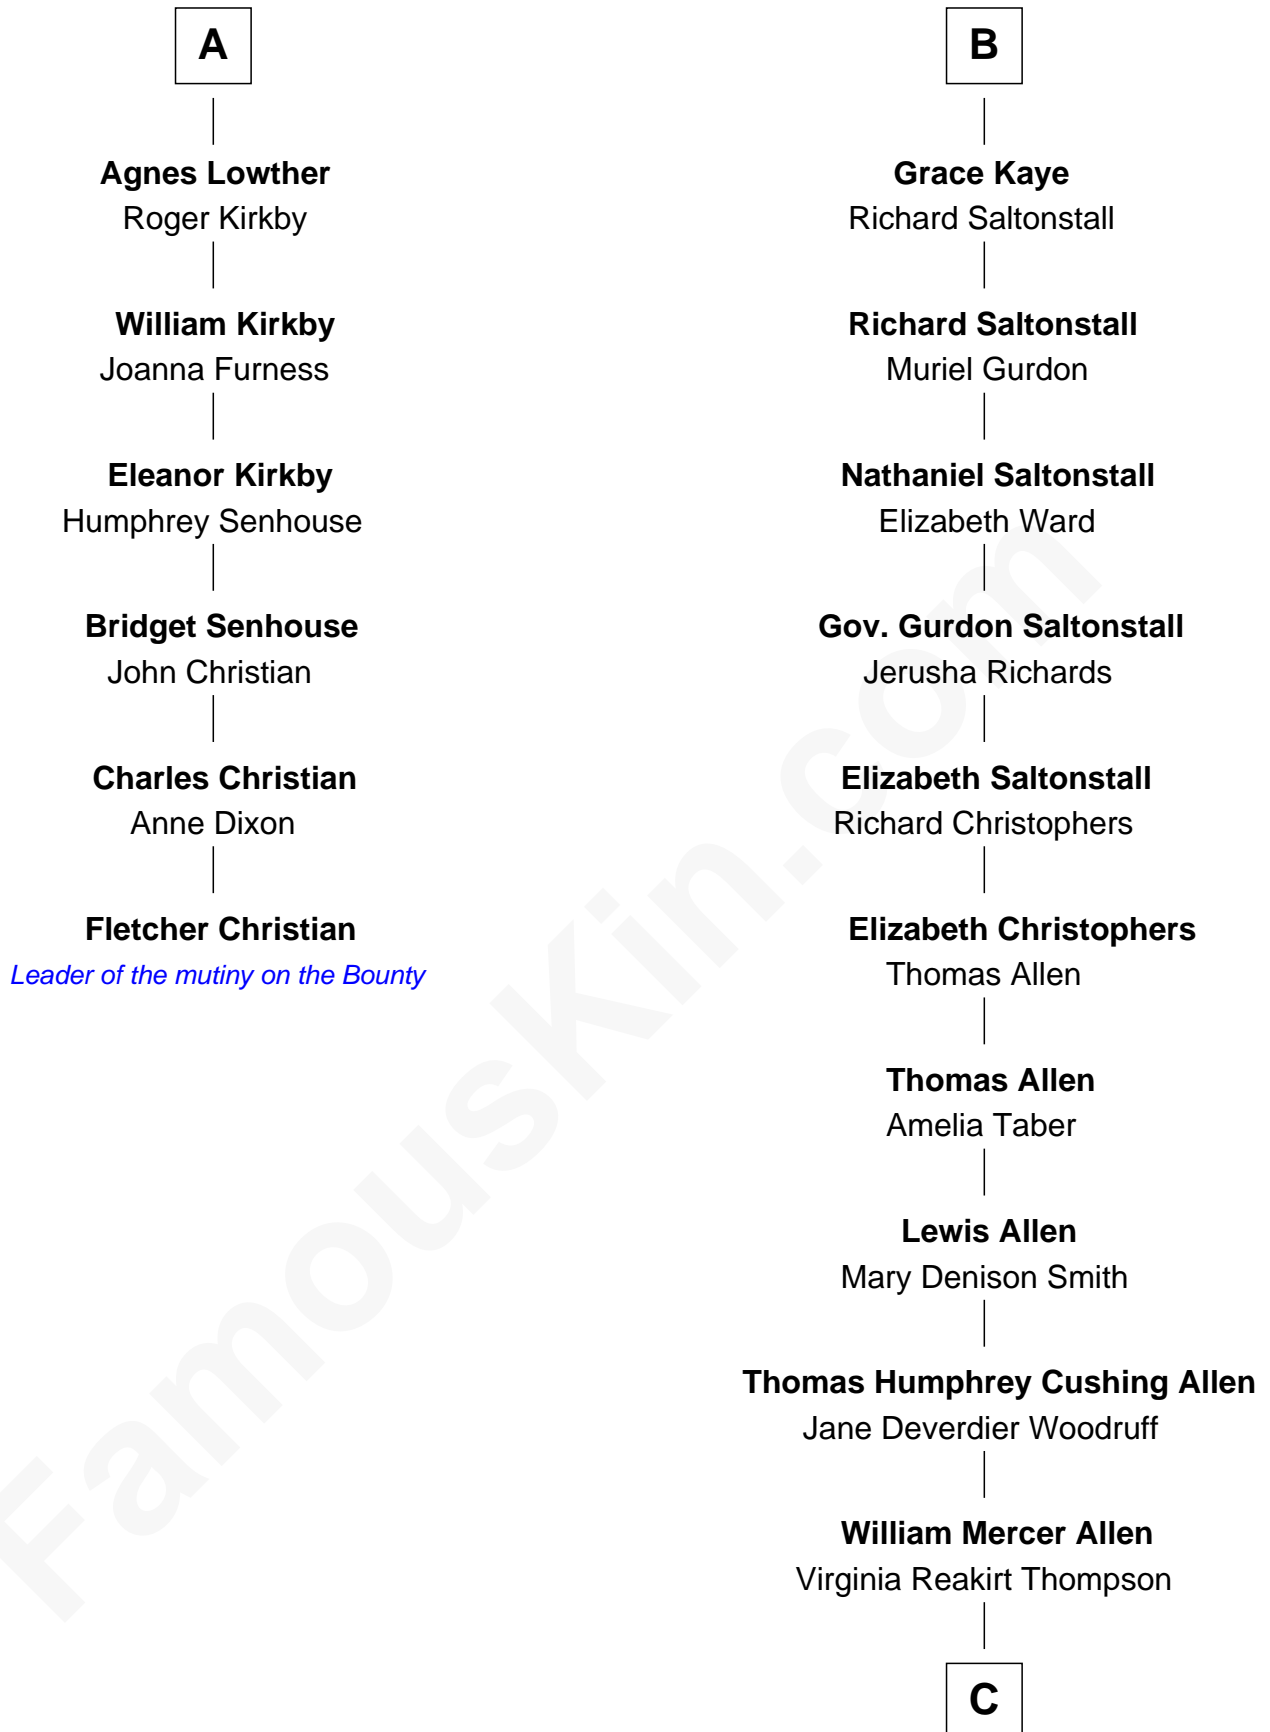 A
Agnes Lowther
Roger Kirkby
William Kirkby
Joanna Furness
Eleanor Kirkby
Humphrey Senhouse
Bridget Senhouse
John Christian
Charles Christian
Anne Dixon
Fletcher Christian
Leader of the mutiny on the Bounty
B
Grace Kaye
Richard Saltonstall
Richard Saltonstall
Muriel Gurdon
Nathaniel Saltonstall
Elizabeth Ward
Gov. Gurdon Saltonstall
Jerusha Richards
Elizabeth Saltonstall
Richard Christophers
Elizabeth Christophers
Thomas Allen
Thomas Allen
Amelia Taber
Lewis Allen
Mary Denison Smith
Thomas Humphrey Cushing Allen
Jane Deverdier Woodruff
William Mercer Allen
Virginia Reakirt Thompson
C
FamousKin.com